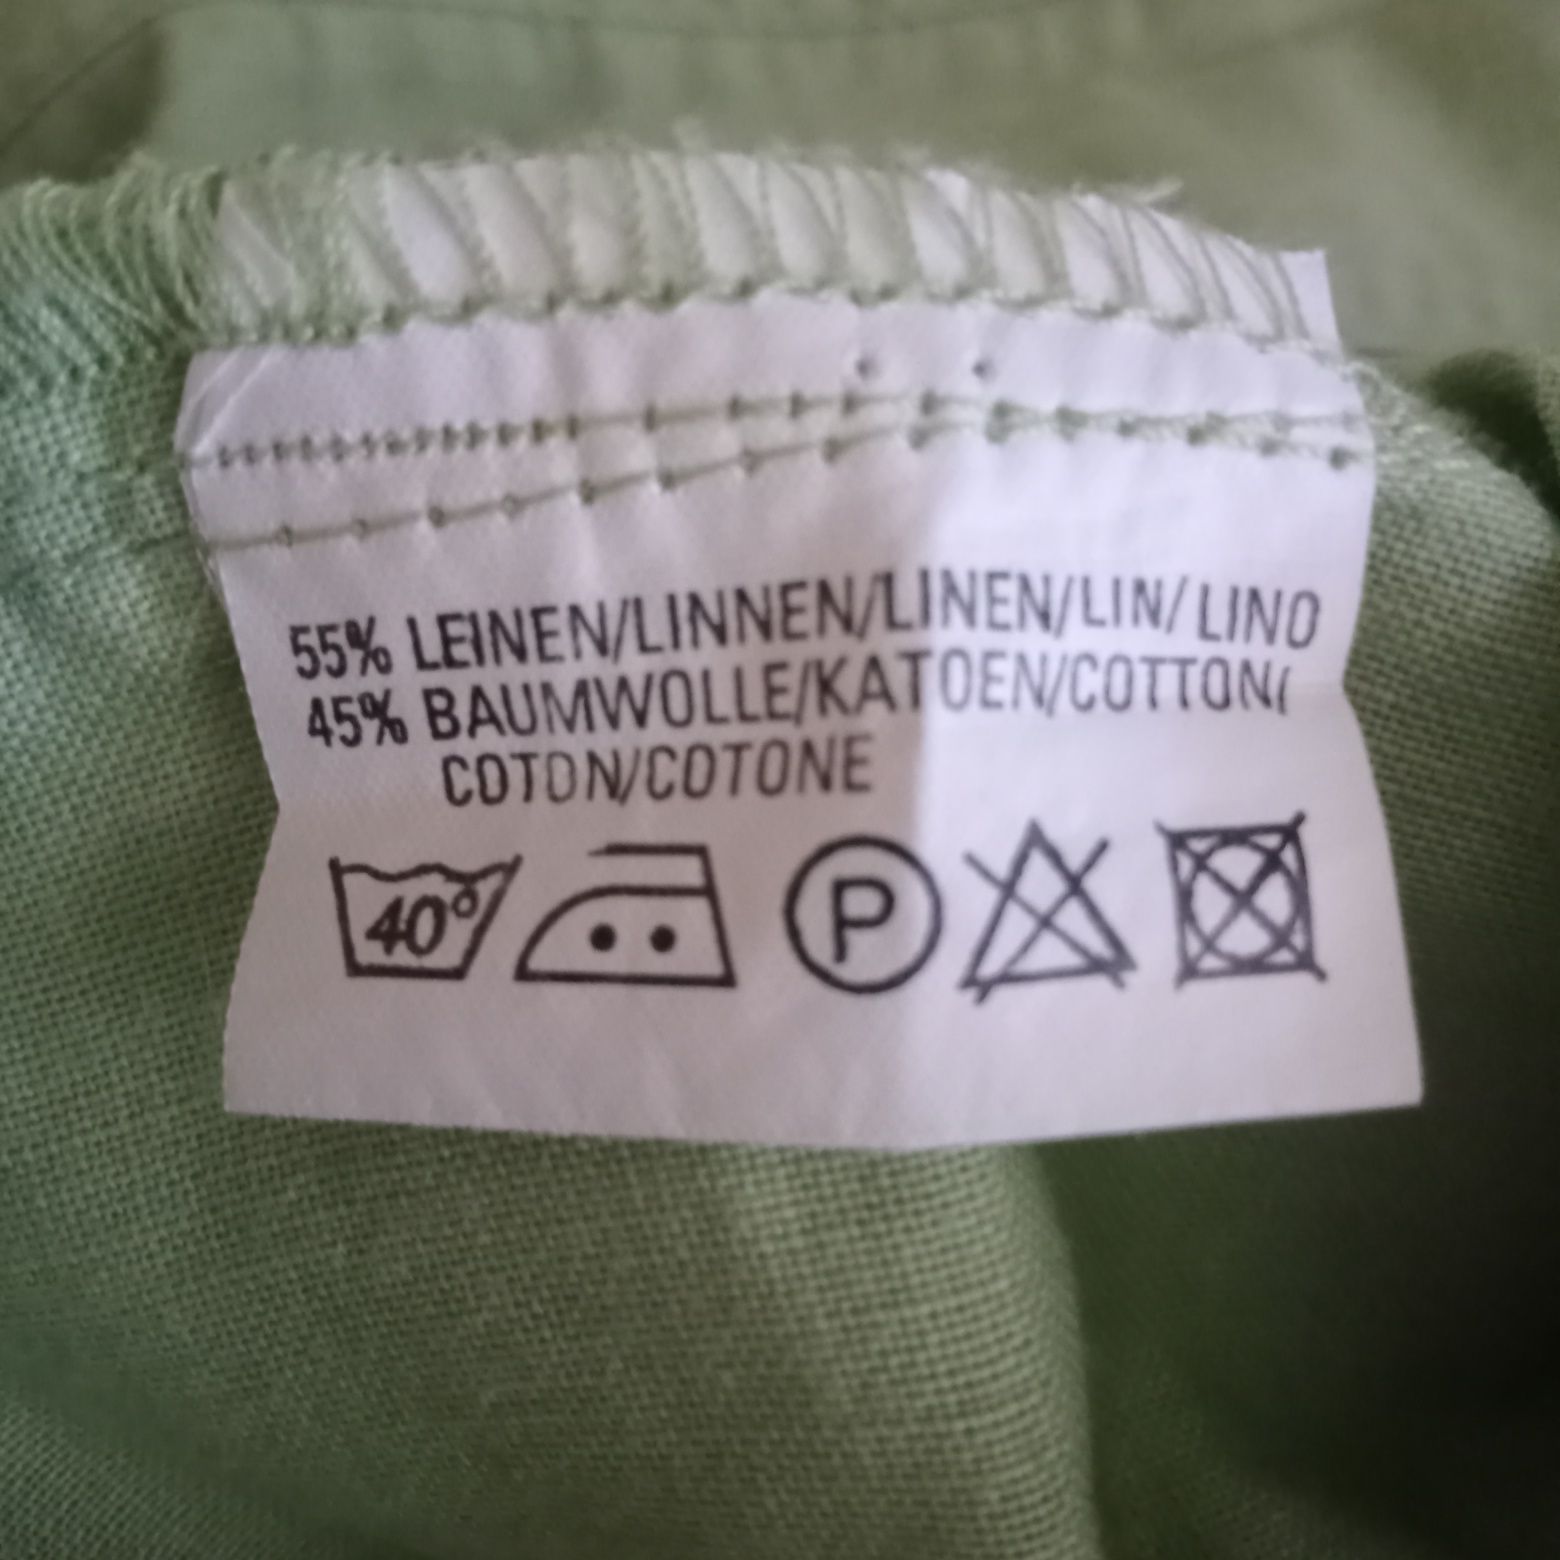 55% LEINEN/LINNEN/LINEN/LIN/LINO
45% BAUMWOLLE/KATOEN/COTTON/
COTON/COTONE
40°
P